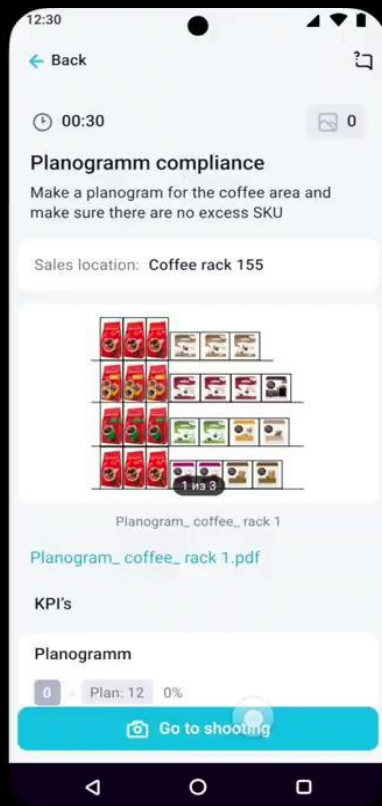 12:30
Back
00:30
0
Planogramm compliance
Make a planogram for the coffee area and
make sure there are no excess SKU
Sales location: Coffee rack 155
1 из 3
Planogram_ coffee_ rack 1
Planogram_ coffee_ rack 1.pdf
KPI's
Planogramm
0 Plan: 12 0%
Go to shooting